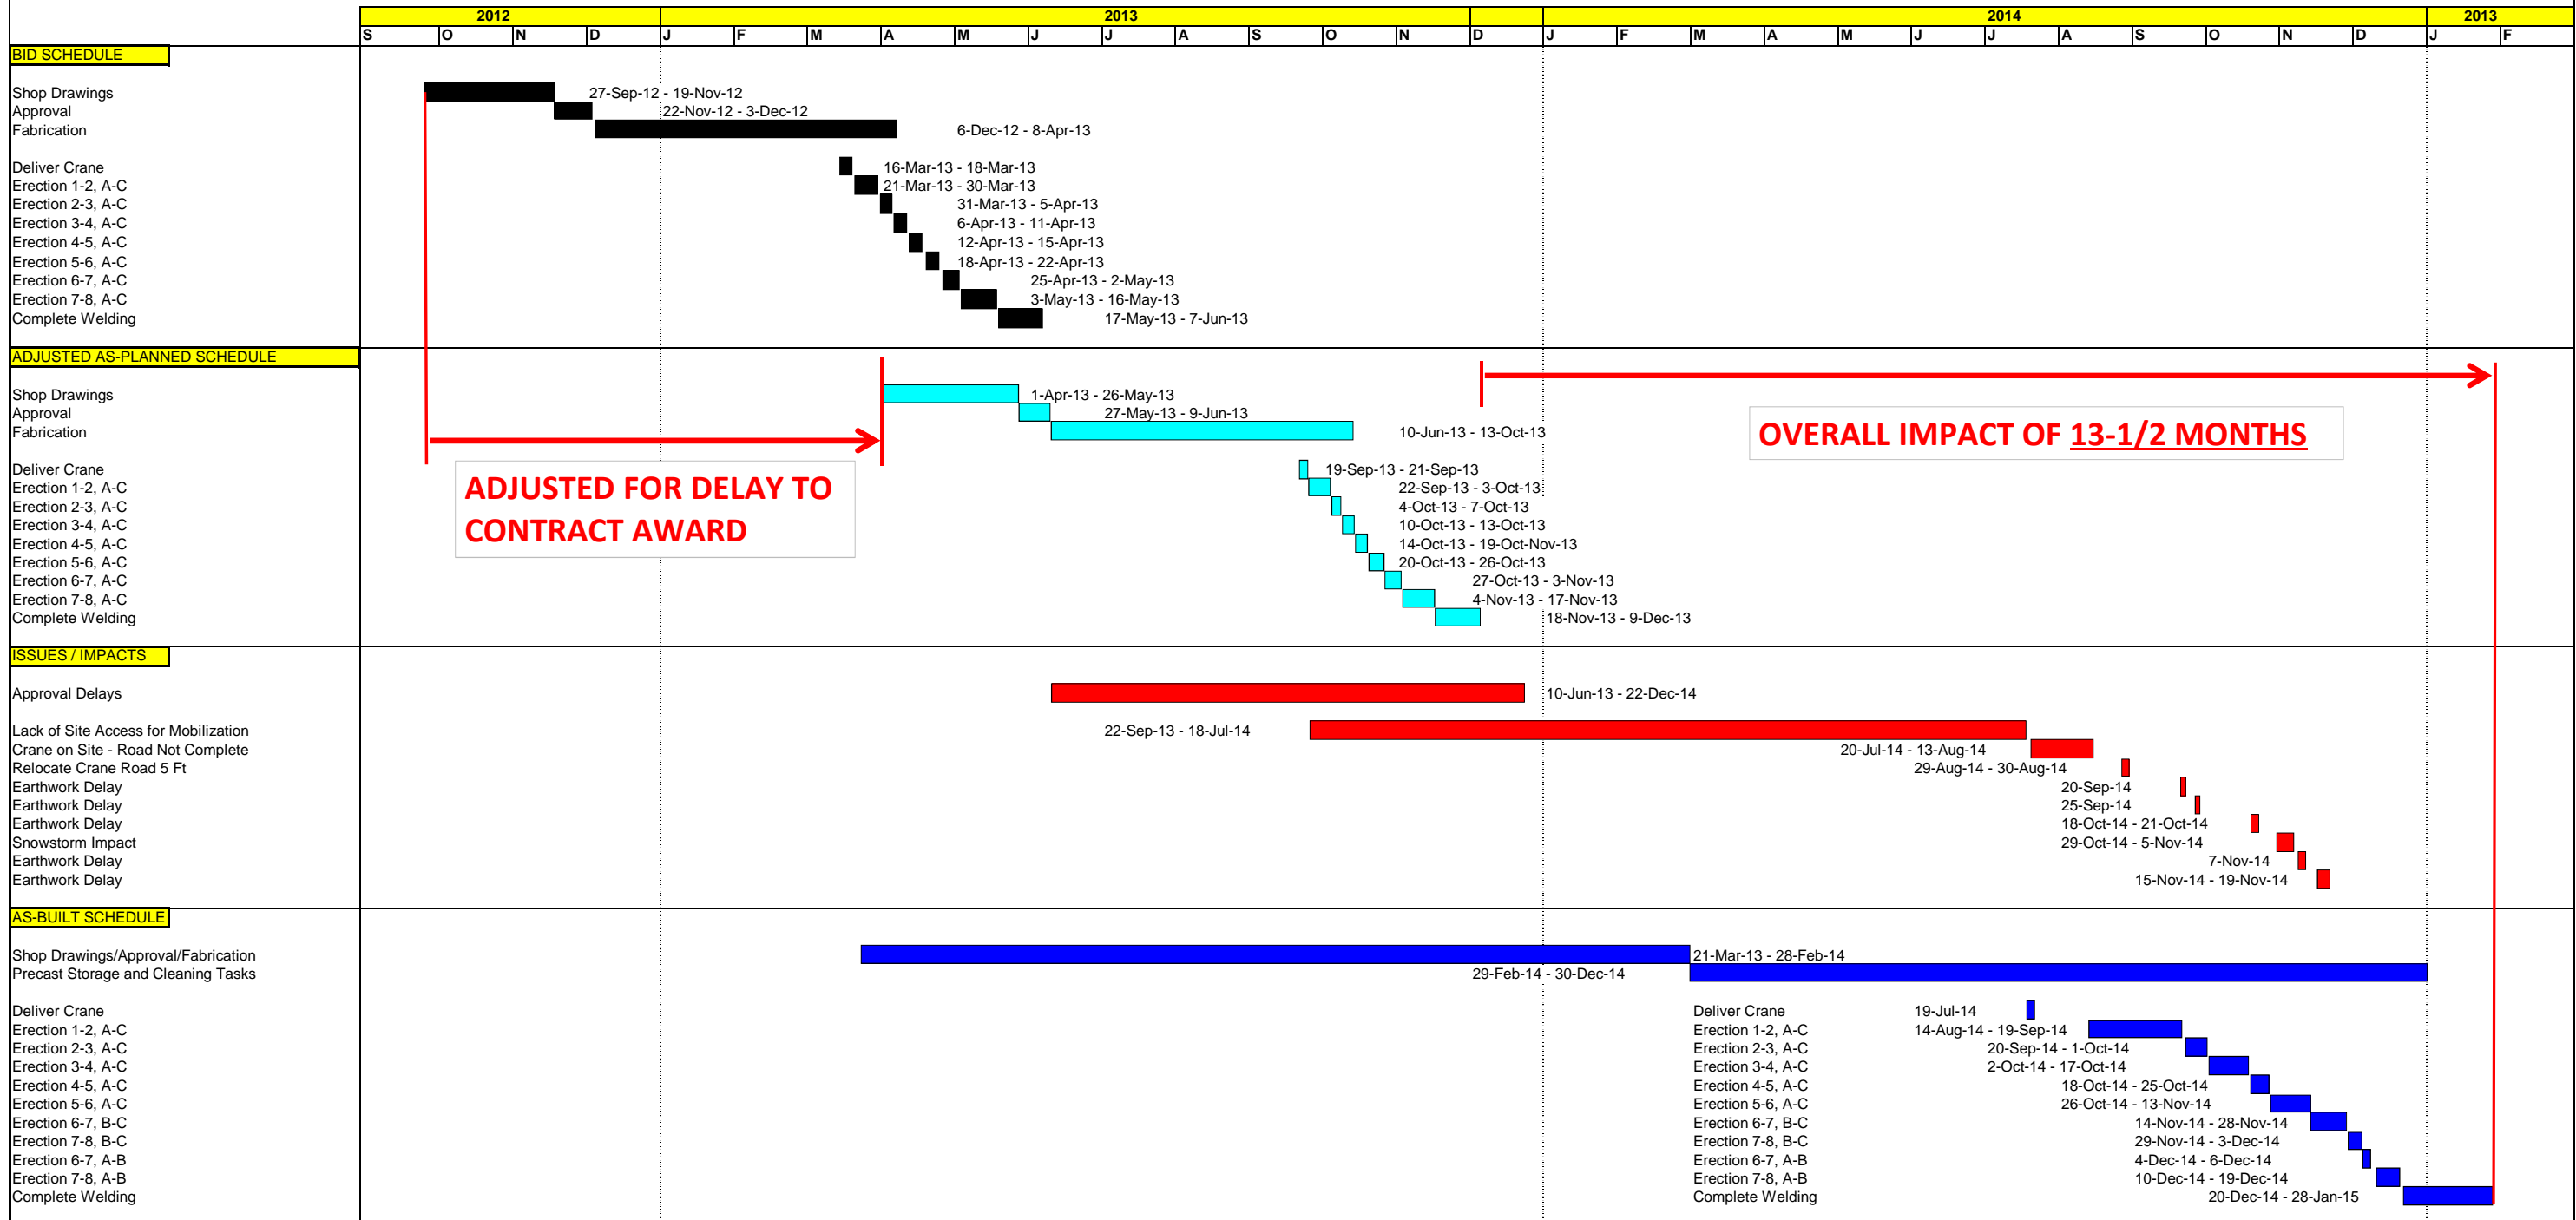 2012 2013 2014 2013
S O N D J F M A M J J A S O N D J F M A M J J A S O N D J F
BID SCHEDULE
Shop Drawings 27-Sep-12 - 19-Nov-12
Approval 22-Nov-12 - 3-Dec-12
Fabrication 6-Dec-12 - 8-Apr-13
Deliver Crane 16-Mar-13 - 18-Mar-13
Erection 1-2, A-C 21-Mar-13 - 30-Mar-13
Erection 2-3, A-C 31-Mar-13 - 5-Apr-13
Erection 3-4, A-C 6-Apr-13 - 11-Apr-13
Erection 4-5, A-C 12-Apr-13 - 15-Apr-13
Erection 5-6, A-C 18-Apr-13 - 22-Apr-13
Erection 6-7, A-C 25-Apr-13 - 2-May-13
Erection 7-8, A-C 3-May-13 - 16-May-13
Complete Welding 17-May-13 - 7-Jun-13
ADJUSTED AS-PLANNED SCHEDULE
Shop Drawings 1-Apr-13 - 26-May-13
Approval 27-May-13 - 9-Jun-13
Fabrication 10-Jun-13 - 13-Oct-13
OVERALL IMPACT OF 13-1/2 MONTHS
Deliver Crane 19-Sep-13 - 21-Sep-13
Erection 1-2, A-C 22-Sep-13 - 3-Oct-13
ADJUSTED FOR DELAY TO
CONTRACT AWARD
Erection 2-3, A-C 4-Oct-13 - 7-Oct-13
Erection 3-4, A-C 10-Oct-13 - 13-Oct-13
Erection 4-5, A-C 14-Oct-13 - 19-Oct-Nov-13
Erection 5-6, A-C 20-Oct-13 - 26-Oct-13
Erection 6-7, A-C 27-Oct-13 - 3-Nov-13
Erection 7-8, A-C 4-Nov-13 - 17-Nov-13
Complete Welding 18-Nov-13 - 9-Dec-13
ISSUES / IMPACTS
Approval Delays 10-Jun-13 - 22-Dec-14
Lack of Site Access for Mobilization 22-Sep-13 - 18-Jul-14
Crane on Site - Road Not Complete 20-Jul-14 - 13-Aug-14
Relocate Crane Road 5 Ft 29-Aug-14 - 30-Aug-14
Earthwork Delay 20-Sep-14
Earthwork Delay 25-Sep-14
Earthwork Delay 18-Oct-14 - 21-Oct-14
Snowstorm Impact 29-Oct-14 - 5-Nov-14
Earthwork Delay 7-Nov-14
Earthwork Delay 15-Nov-14 - 19-Nov-14
AS-BUILT SCHEDULE
Shop Drawings/Approval/Fabrication 21-Mar-13 - 28-Feb-14
Precast Storage and Cleaning Tasks 29-Feb-14 - 30-Dec-14
Deliver Crane Deliver Crane 19-Jul-14
Erection 1-2, A-C Erection 1-2, A-C 14-Aug-14 - 19-Sep-14
Erection 2-3, A-C Erection 2-3, A-C 20-Sep-14 - 1-Oct-14
Erection 3-4, A-C Erection 3-4, A-C 2-Oct-14 - 17-Oct-14
Erection 4-5, A-C Erection 4-5, A-C 18-Oct-14 - 25-Oct-14
Erection 5-6, A-C Erection 5-6, A-C 26-Oct-14 - 13-Nov-14
Erection 6-7, B-C Erection 6-7, B-C 14-Nov-14 - 28-Nov-14
Erection 7-8, B-C Erection 7-8, B-C 29-Nov-14 - 3-Dec-14
Erection 6-7, A-B Erection 6-7, A-B 4-Dec-14 - 6-Dec-14
Erection 7-8, A-B Erection 7-8, A-B 10-Dec-14 - 19-Dec-14
Complete Welding Complete Welding 20-Dec-14 - 28-Jan-15